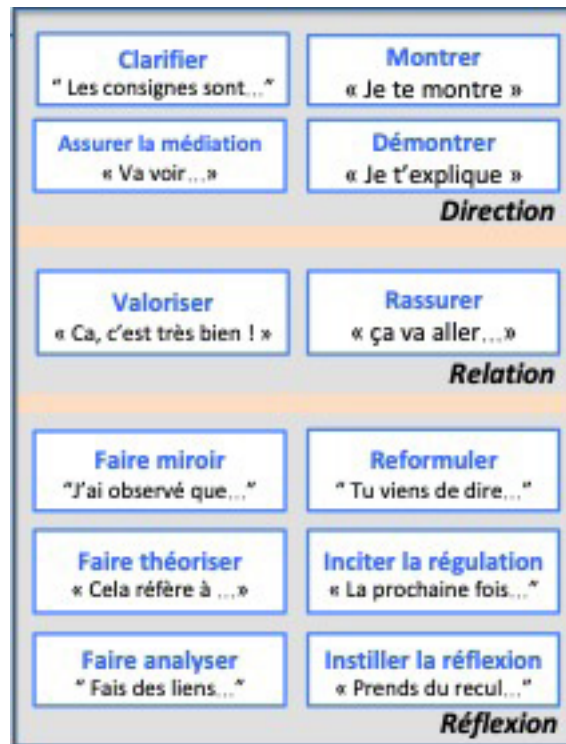 Clarifier
" Les consignes sont..."
Montrer
« Je te montre »
Assurer la médiation
« Va voir...»
Démontrer
« Je t'explique »
Direction
Valoriser
« Ca, c'est très bien ! »
Rassurer
« ça va aller...»
Relation
Faire miroir
"J'ai observé que..."
Reformuler
" Tu viens de dire..."
Faire théoriser
« Cela réfère à ...»
Inciter la régulation
« La prochaine fois..."
Faire analyser
" Fais des liens..."
Instiller la réflexion
« Prends du recul..."
Réflexion